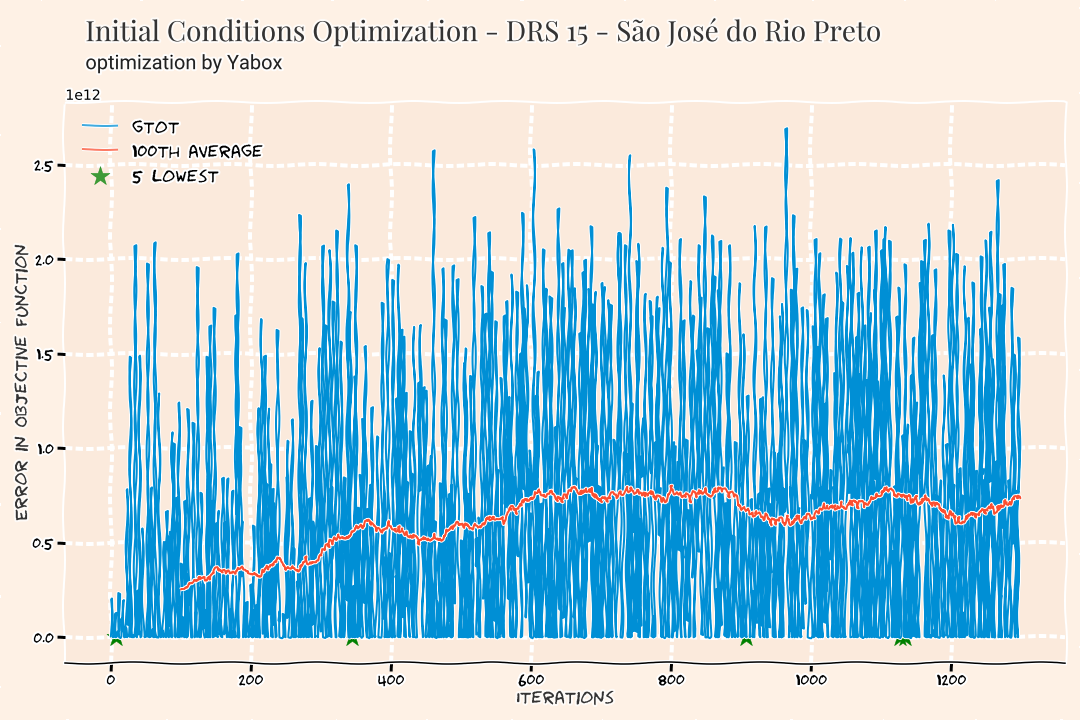 Initial Conditions Optimization - DRS 15 - São José do Rio Preto
optimization by Yabox
1e12
GTOT
100TH AVERAGE
5 LOWEST
2.5
2.0
1.5
1.0
0.5
0.0
ERROR IN OBJECTIVE FUNCTION
0 200 400 600 800 1000 1200
ITERATIONS